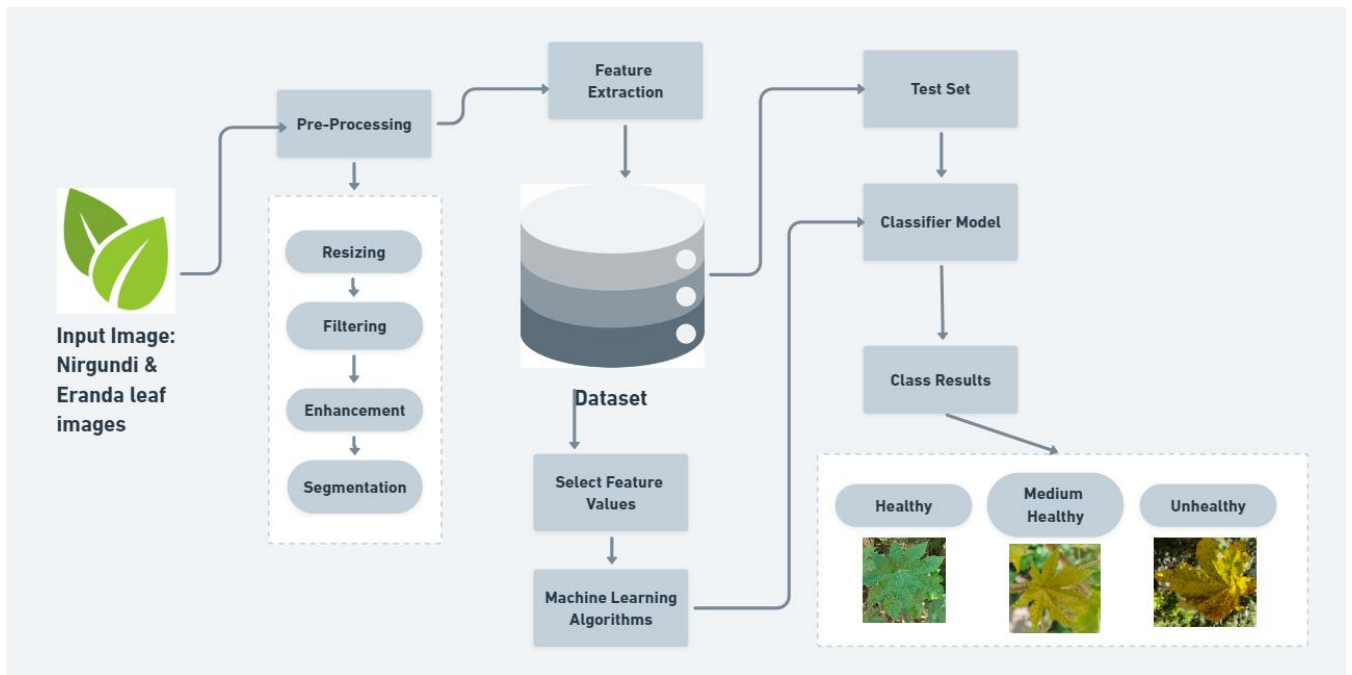 Input Image:
Nirgundi &
Eranda leaf
images
Pre-Processing
Resizing
Filtering
Enhancement
Segmentation
Feature
Extraction
Dataset
Select Feature
Values
Machine Learning
Algorithms
Test Set
Classifier Model
Class Results
Healthy
Medium
Healthy
Unhealthy